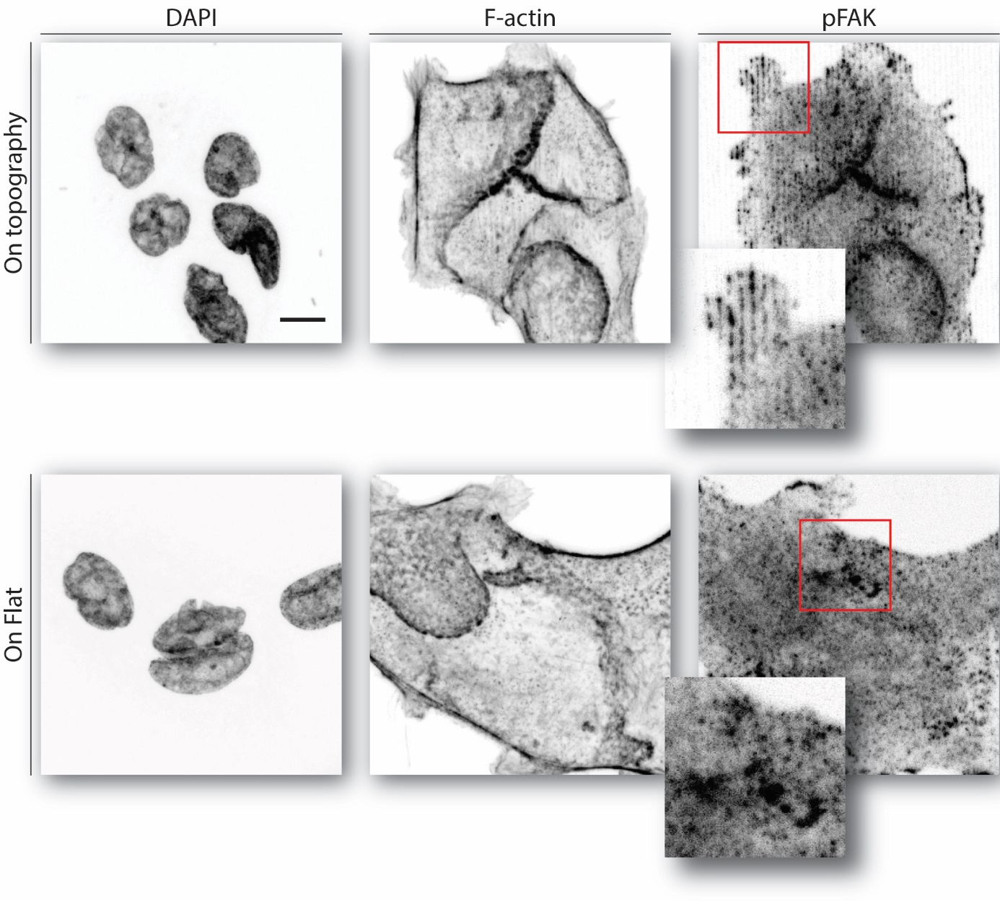 DAPI
F-actin
pFAK
On topography
On Flat